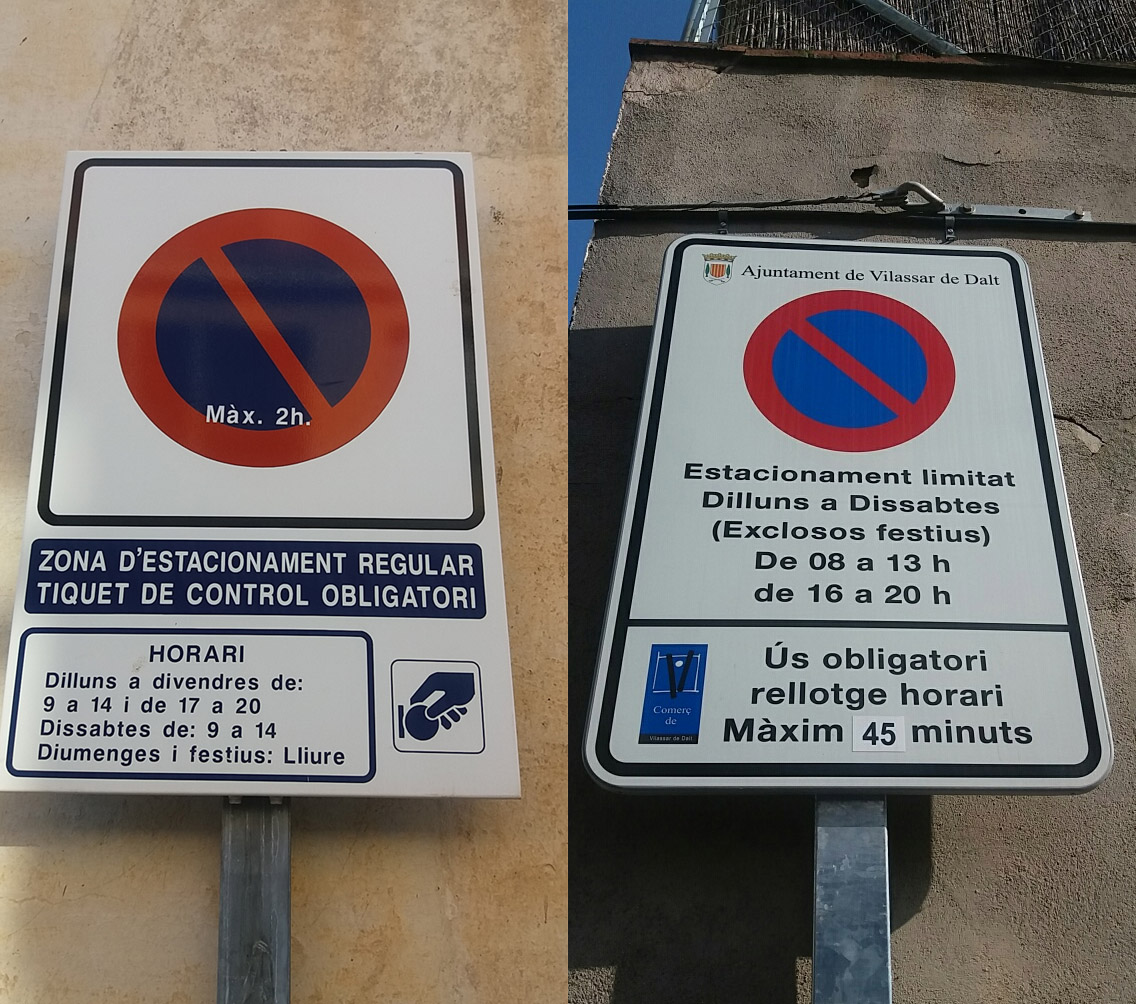 Màx. 2h.
ZONA D'ESTACIONAMENT REGULAR
TIQUET DE CONTROL OBLIGATORI
HORARI
Dilluns a divendres de:
9 a 14 i de 17 a 20
Dissabtes de: 9 a 14
Diumenges i festius: Lliure
Ajuntament de Vilassar de Dalt
Estacionament limitat
Dilluns a Dissabtes
(Exclosos festius)
De 08 a 13 h
de 16 a 20 h
Ús obligatori
rellotge horari
Màxim 45 minuts
Comerç
de
Vilassar de Dalt